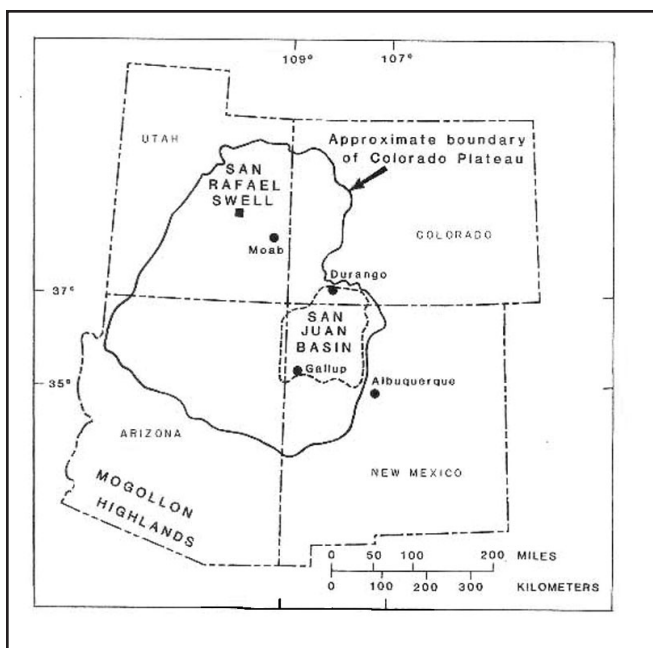 109° 107°
UTAH
Approximate boundary
of Colorado Plateau
SAN
RAFAEL
SWELL
Moab
COLORADO
Durango
37°
SAN
JUAN
BASIN
Gallup
Albuquerque
35°
ARIZONA
NEW MEXICO
MOGOLLON
HIGHLANDS
0 50 100 200 MILES
0 100 200 300 KILOMETERS